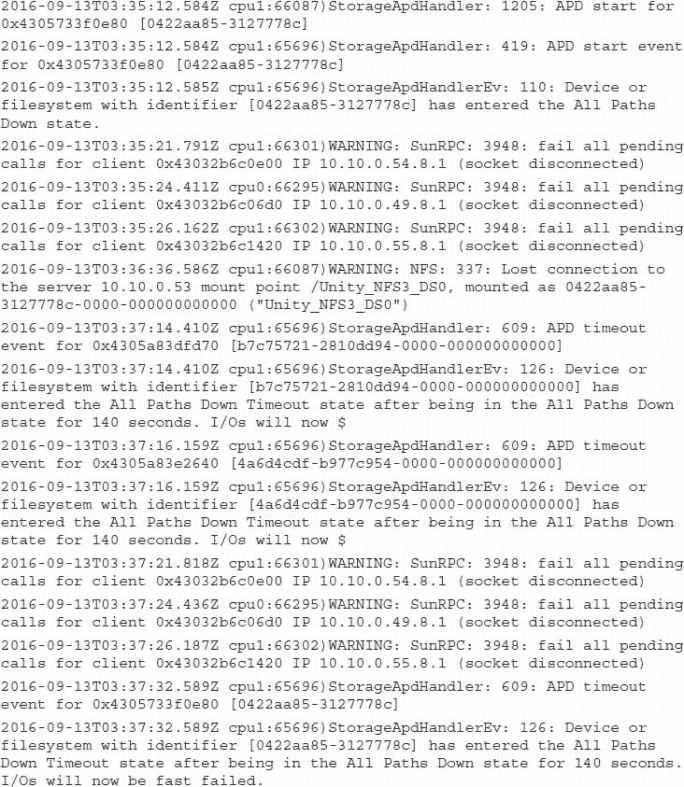 2016-09-13T03:35:12.584Z cpu1:66087)StorageApdHandler: 1205: APD start for
0x4305733f0e80 [0422aa85-3127778c]
2016-09-13T03:35:12.584Z cpu1:65696)StorageApdHandler: 419: APD start event
for 0x4305733f0e80 [0422aa85-3127778c]
2016-09-13T03:35:12.585Z cpu1:65696)StorageApdHandlerEv: 110: Device or
filesystem with identifier [0422aa85-3127778c] has entered the All Paths
Down state.
2016-09-13T03:35:21.791Z cpu1:66301)WARNING: SunRPC: 3948: fail all pending
calls for client 0x43032b6c0e00 IP 10.10.0.54.8.1 (socket disconnected)
2016-09-13T03:35:24.411Z cpu0:66295)WARNING: SunRPC: 3948: fail all pending
calls for client 0x43032b6c06d0 IP 10.10.0.49.8.1 (socket disconnected)
2016-09-13T03:35:26.162Z cpu1:66302)WARNING: SunRPC: 3948: fail all pending
calls for client 0x43032b6c1420 IP 10.10.0.55.8.1 (socket disconnected)
2016-09-13T03:36:36.586Z cpu1:66087)WARNING: NFS: 337: Lost connection to
the server 10.10.0.53 mount point /Unity_NFS3_DS0, mounted as 0422aa85-
3127778c-0000-000000000000 ("Unity_NFS3_DS0")
2016-09-13T03:37:14.410Z cpu1:65696)StorageApdHandler: 609: APD timeout
event for 0x4305a83dfd70 [b7c75721-2810dd94-0000-000000000000]
2016-09-13T03:37:14.410Z cpu1:65696)StorageApdHandlerEv: 126: Device or
filesystem with identifier [b7c75721-2810dd94-0000-000000000000] has
entered the All Paths Down Timeout state after being in the All Paths Down
state for 140 seconds. I/Os will now $
2016-09-13T03:37:16.159Z cpu1:65696)StorageApdHandler: 609: APD timeout
event for 0x4305a83e2640 [4a6d4cdf-b977c954-0000-000000000000]
2016-09-13T03:37:16.159Z cpu1:65696)StorageApdHandlerEv: 126: Device or
filesystem with identifier [4a6d4cdf-b977c954-0000-000000000000] has
entered the All Paths Down Timeout state after being in the All Paths Down
state for 140 seconds. I/Os will now $
2016-09-13T03:37:21.818Z cpu1:66301)WARNING: SunRPC: 3948: fail all pending
calls for client 0x43032b6c0e00 IP 10.10.0.54.8.1 (socket disconnected)
2016-09-13T03:37:24.436Z cpu0:66295)WARNING: SunRPC: 3948: fail all pending
calls for client 0x43032b6c06d0 IP 10.10.0.49.8.1 (socket disconnected)
2016-09-13T03:37:26.187Z cpu1:66302)WARNING: SunRPC: 3948: fail all pending
calls for client 0x43032b6c1420 IP 10.10.0.55.8.1 (socket disconnected)
2016-09-13T03:37:32.589Z cpu1:65696)StorageApdHandler: 609: APD timeout
event for 0x4305733f0e80 [0422aa85-3127778c]
2016-09-13T03:37:32.589Z cpu1:65696)StorageApdHandlerEv: 126: Device or
filesystem with identifier [0422aa85-3127778c] has entered the All Paths
Down Timeout state after being in the All Paths Down state for 140 seconds.
I/Os will now be fast failed.